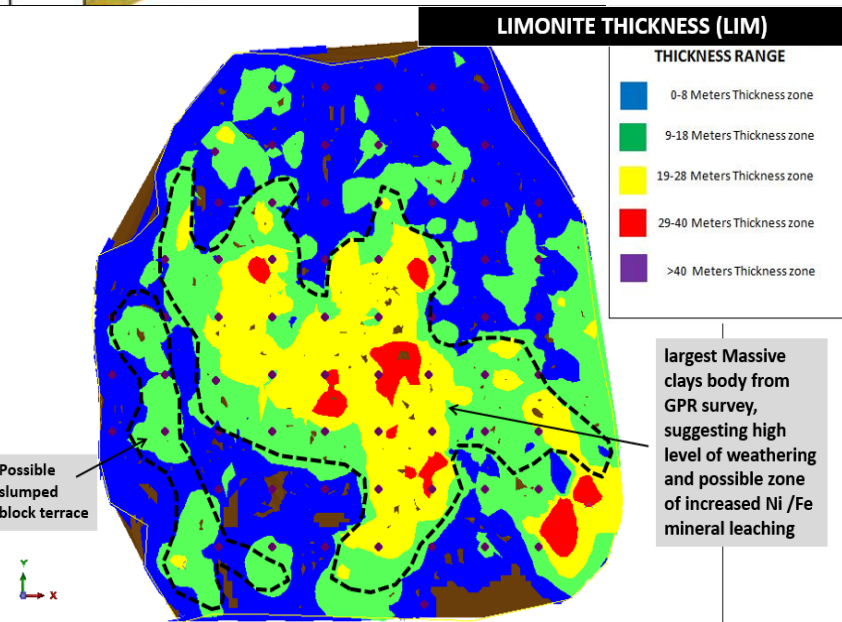 LIMONITE THICKNESS (LIM)
THICKNESS RANGE
0-8 Meters Thickness zone
9-18 Meters Thickness zone
19-28 Meters Thickness zone
29-40 Meters Thickness zone
>40 Meters Thickness zone
largest Massive
clays body from
GPR survey,
suggesting high
level of weathering
and possible zone
of increased Ni /Fe
mineral leaching
Possible
slumped
block terrace
Y
X